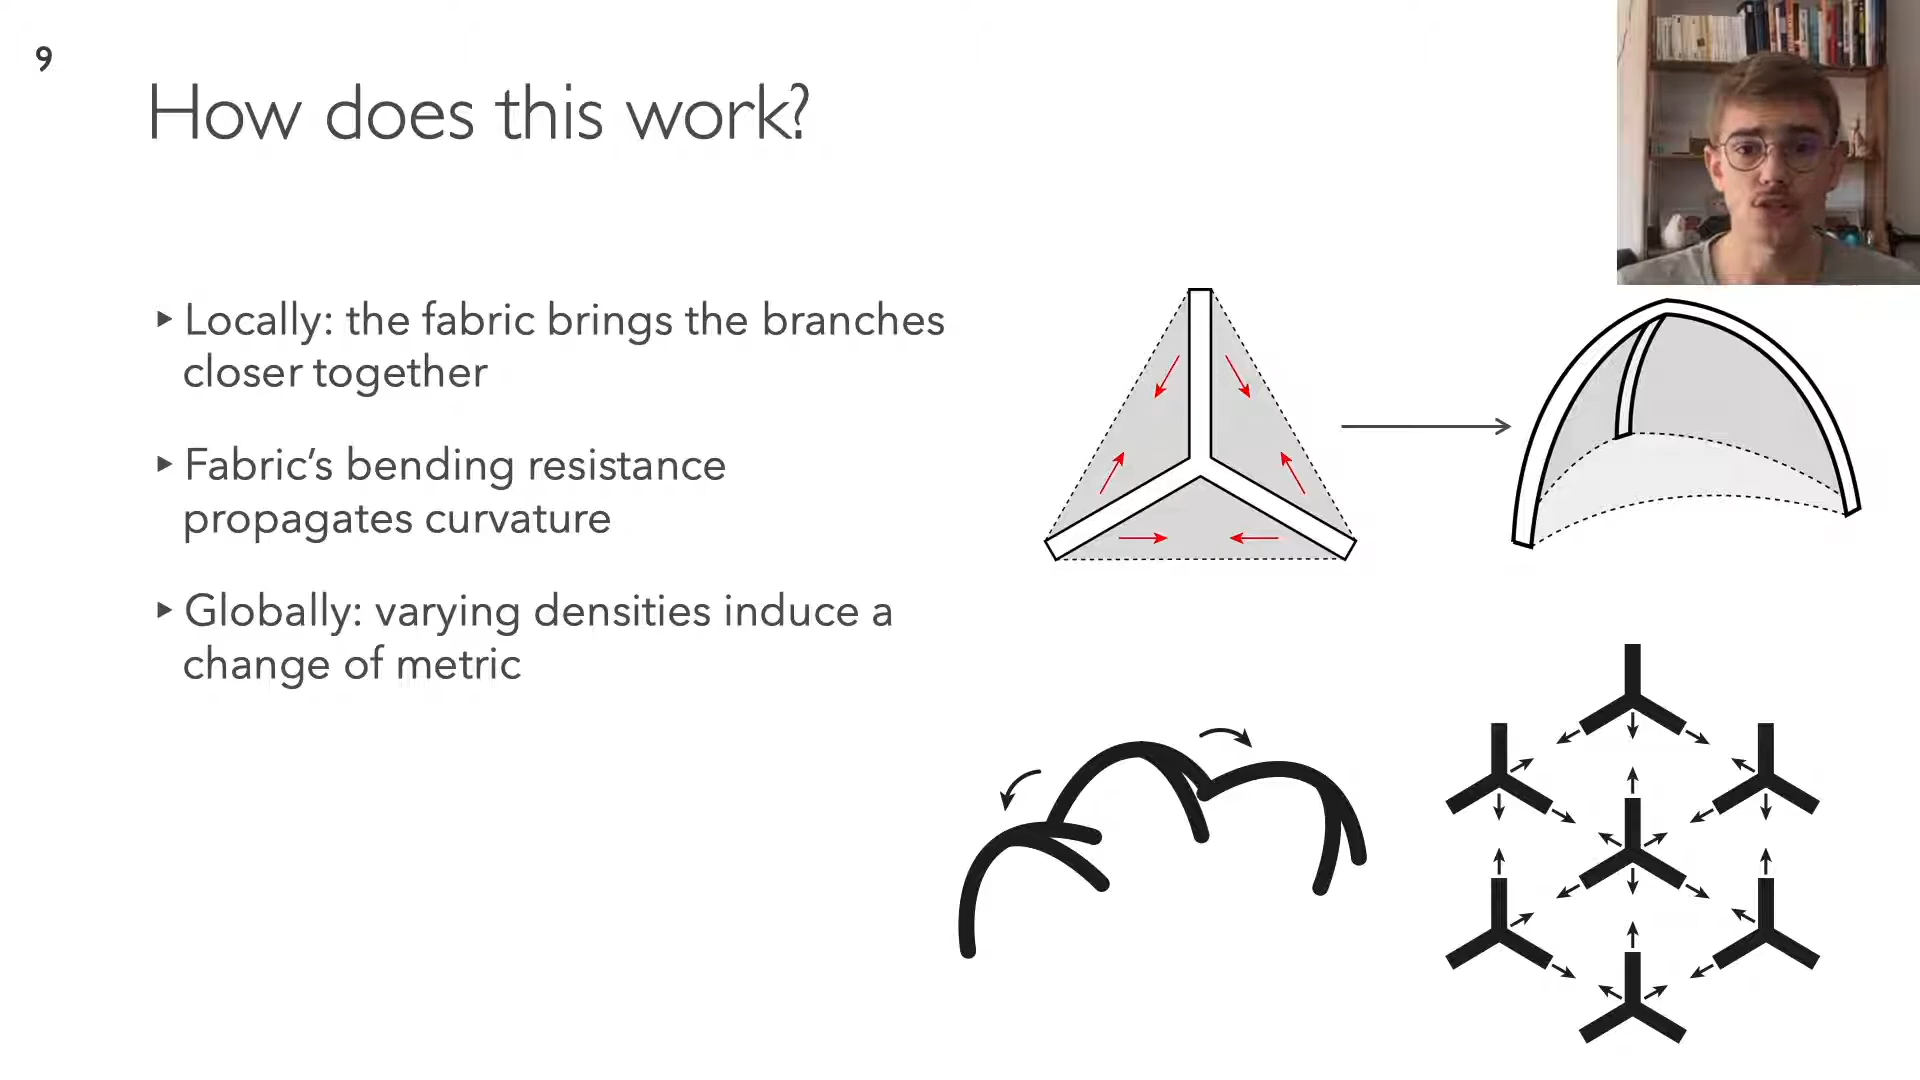 9
How does this work?
‣ Locally: the fabric brings the branches
closer together
‣ Fabric’s bending resistance
propagates curvature
‣ Globally: varying densities induce a
change of metric